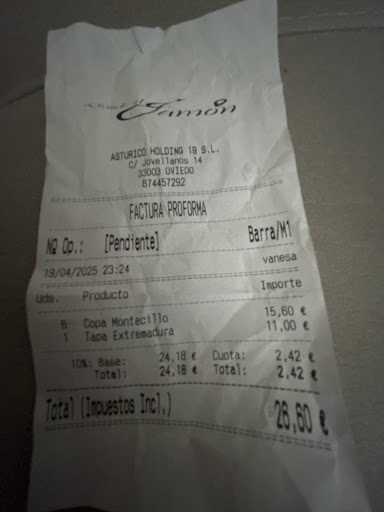 Jamón
ASTURICO HOLDING 19 S.L.
C/ Jovellanos 14
33003 OVIEDO
B74457292
FACTURA PROFORMA
Nº Op.: [Pendiente] Barra/M1
19/04/2025 23:24 vanesa
Uds. Producto Importe
6 Copa Montecillo 15,60 €
1 Tapa Extremadura 11,00 €
10%: Base: 24,18 € Cuota: 2,42 €
Total: 24,18 € Total: 2,42 €
Total (Impuestos Incl.) 26,60 €